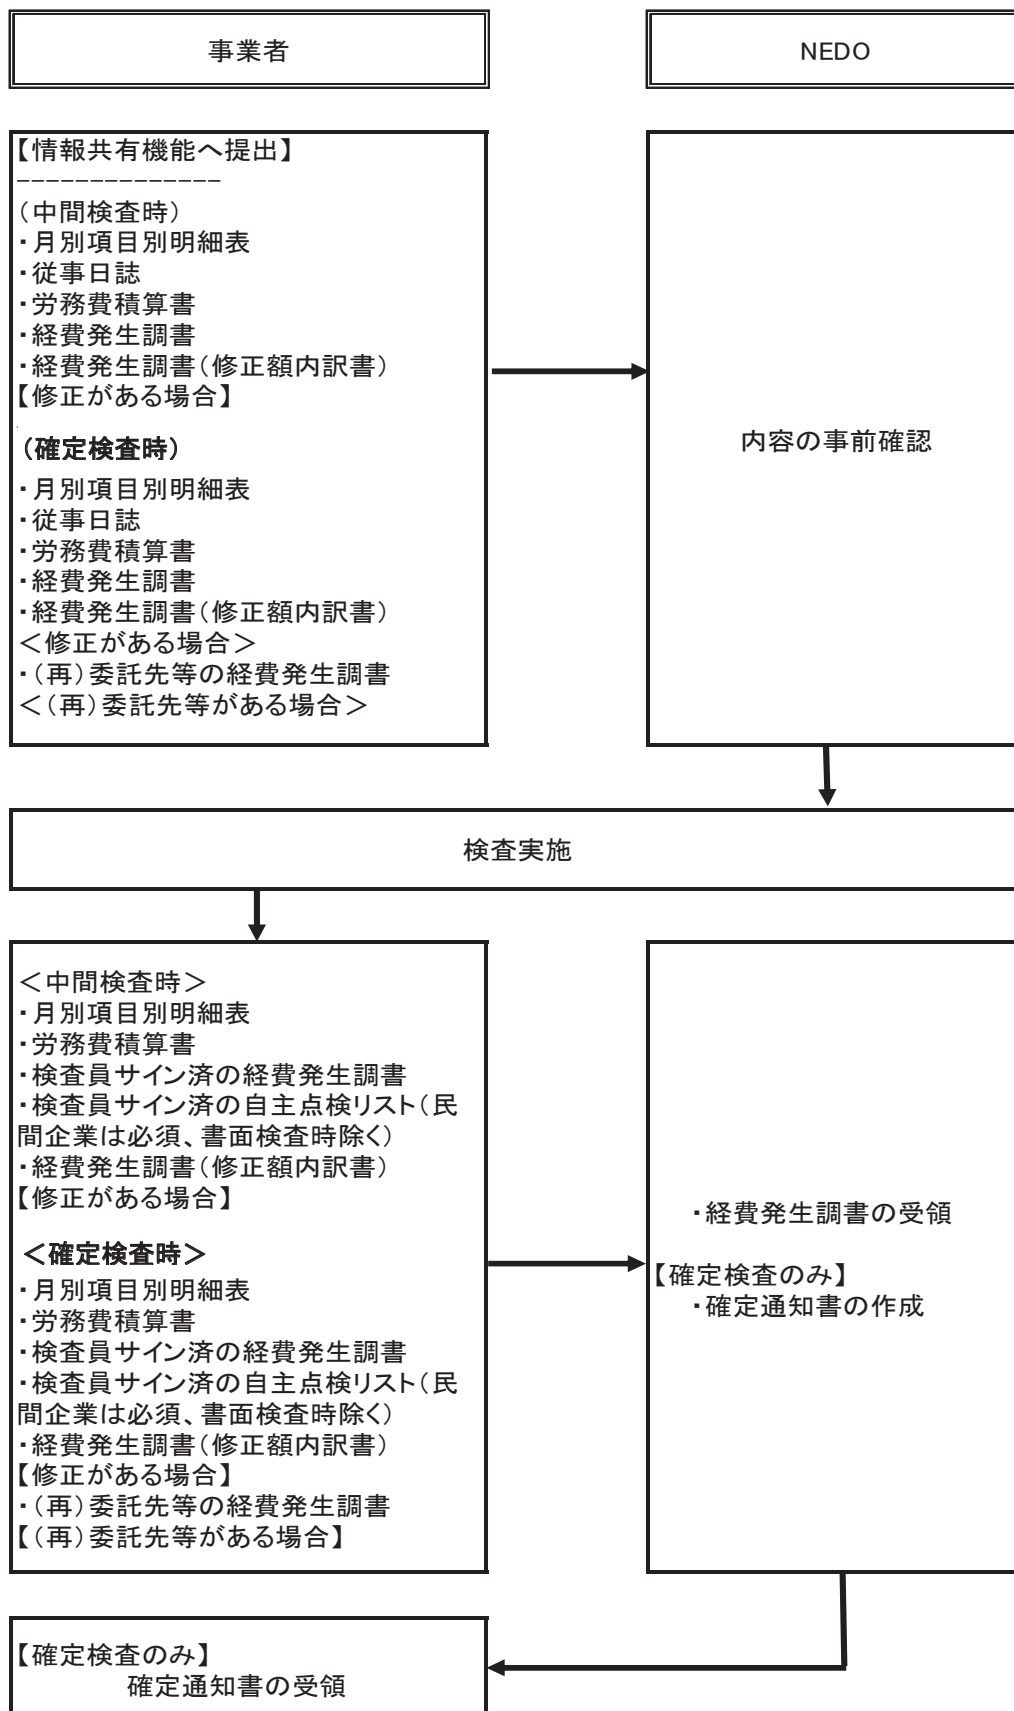 事業者
NEDO
【情報共有機能へ提出】
--------------
（中間検査時）
・月別項目別明細表
・従事日誌
・労務費積算書
・経費発生調書
・経費発生調書（修正額内訳書）
【修正がある場合】
（確定検査時）
・月別項目別明細表
・従事日誌
・労務費積算書
・経費発生調書
・経費発生調書（修正額内訳書）
＜修正がある場合＞
・（再）委託先等の経費発生調書
＜（再）委託先等がある場合＞
内容の事前確認
検査実施
＜中間検査時＞
・月別項目別明細表
・労務費積算書
・検査員サイン済の経費発生調書
・検査員サイン済の自主点検リスト（民
間企業は必須、書面検査時除く）
・経費発生調書（修正額内訳書）
【修正がある場合】
＜確定検査時＞
・月別項目別明細表
・労務費積算書
・検査員サイン済の経費発生調書
・検査員サイン済の自主点検リスト（民
間企業は必須、書面検査時除く）
・経費発生調書（修正額内訳書）
【修正がある場合】
・（再）委託先等の経費発生調書
【（再）委託先等がある場合】
・経費発生調書の受領
【確定検査のみ】
・確定通知書の作成
【確定検査のみ】
確定通知書の受領